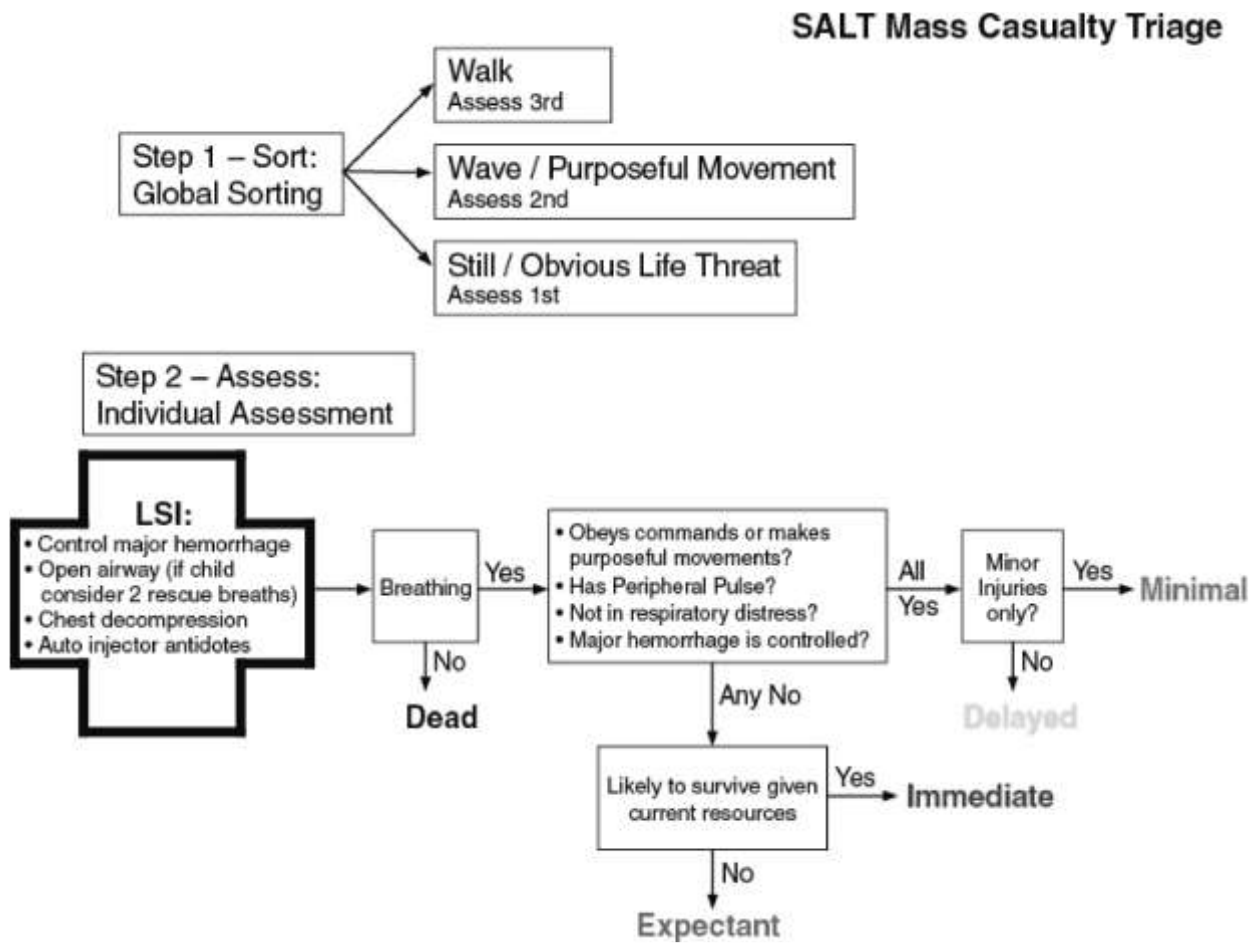 SALT Mass Casualty Triage
Step 1 – Sort:
Global Sorting
Walk
Assess 3rd
Wave / Purposeful Movement
Assess 2nd
Still / Obvious Life Threat
Assess 1st
Step 2 – Assess:
Individual Assessment
LSI:
• Control major hemorrhage
• Open airway (if child
consider 2 rescue breaths)
• Chest decompression
• Auto injector antidotes
Breathing
Yes
No
Dead
• Obeys commands or makes
purposeful movements?
• Has Peripheral Pulse?
• Not in respiratory distress?
• Major hemorrhage is controlled?
All
Yes
Minor
Injuries
only?
Yes
Minimal
No
Delayed
Any No
Likely to survive given
current resources
Yes
Immediate
No
Expectant